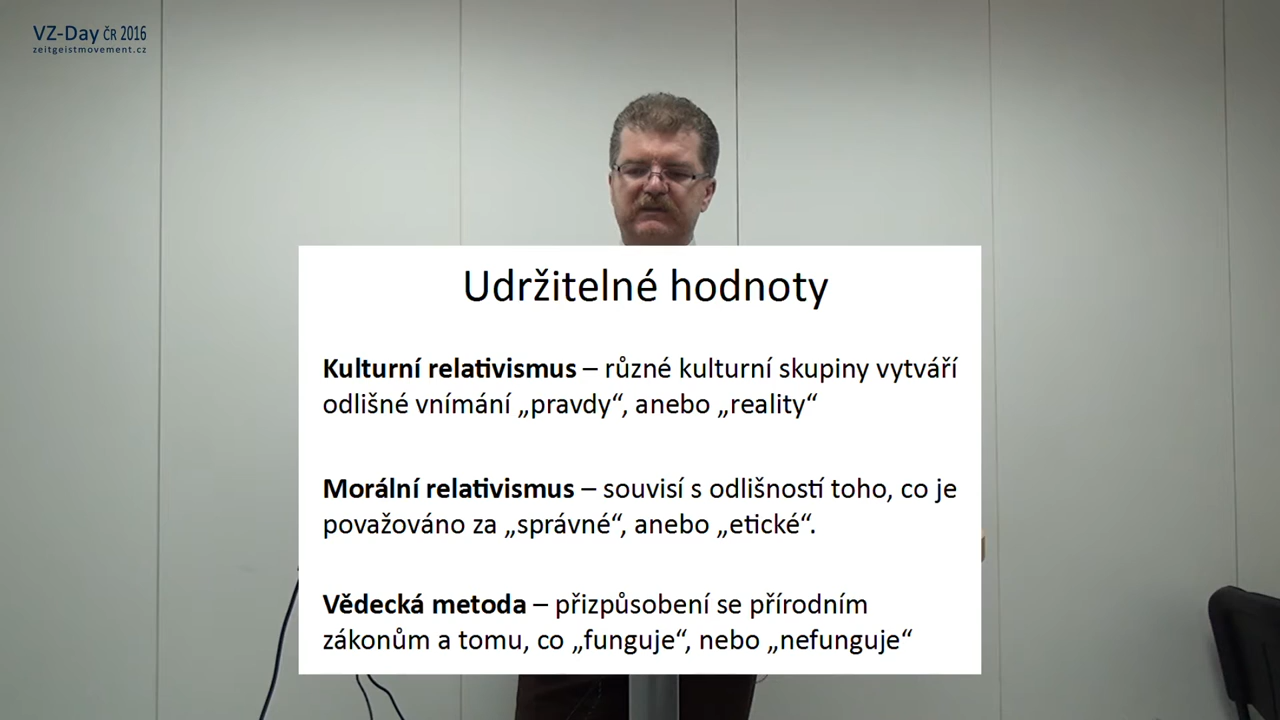 VZ-Day ČR 2016
zeitgeistmovement.cz
Udržitelné hodnoty
Kulturní relativismus – různé kulturní skupiny vytváří
odlišné vnímání „pravdy“, anebo „reality“
Morální relativismus – souvisí s odlišností toho, co je
považováno za „správné“, anebo „etické“.
Vědecká metoda – přizpůsobení se přírodním
zákonům a tomu, co „funguje“, nebo „nefunguje“